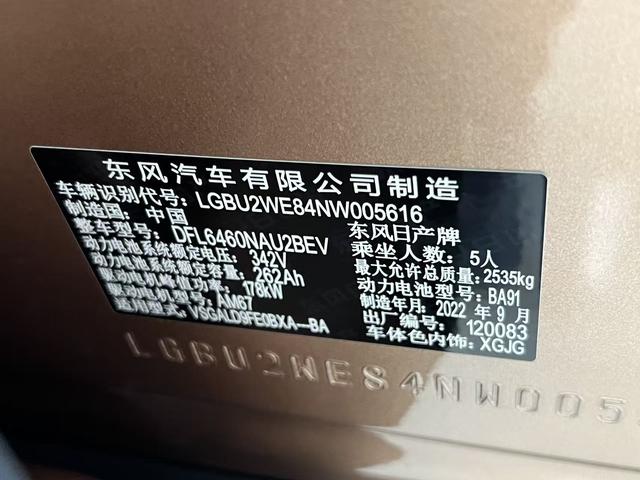 东风汽车有限公司制造
车辆识别代号: LGBU2WE84NW005616
制造国: 中国 东风日产牌
整车型号: DFL6460NAU2BEV 乘坐人数: 5人
动力电池系统额定电压: 342V 最大允许总质量: 2535kg
动力电池系统额定容量: 262Ah 动力电池型号: BA91
驱动电机峰值功率: 178kW 制造年月: 2022 年 9 月
驱动电机型号: AM67 出厂编号: 120083
VSGALD9FE0BXA—BA 车体色内饰: XGJG
LGBU2WE84NW005